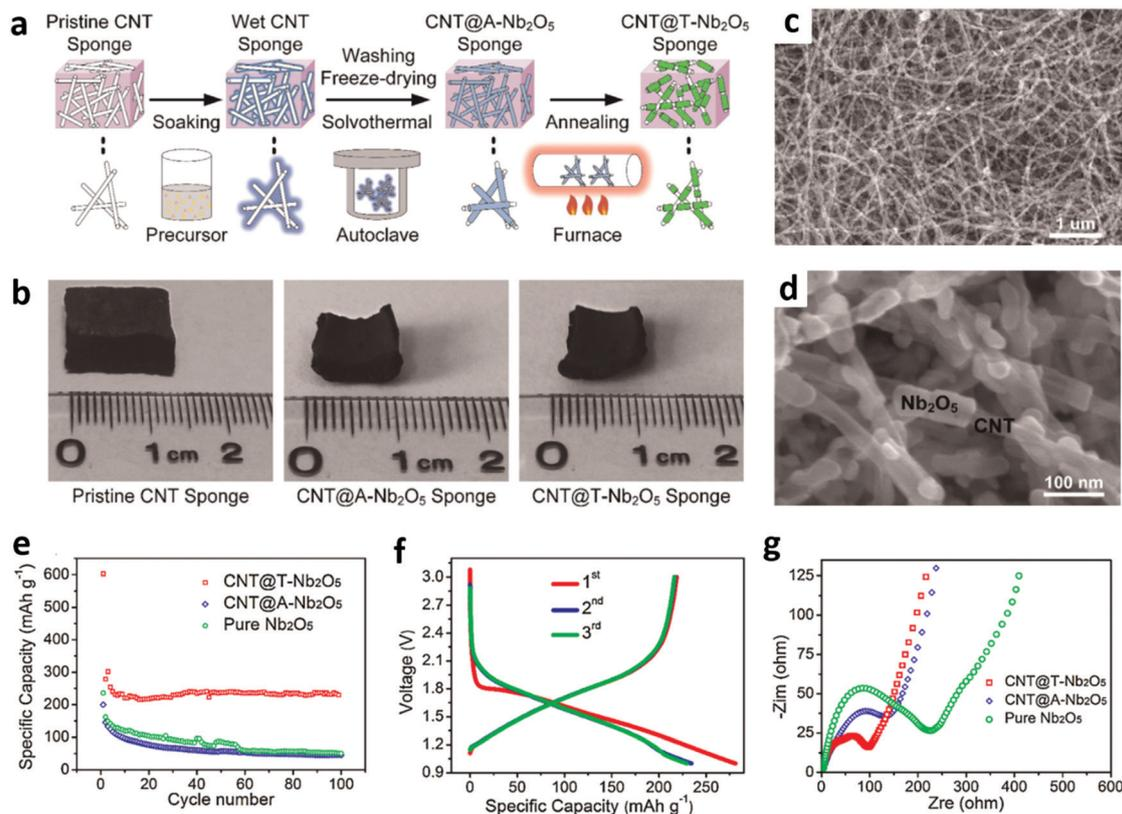 a
Pristine CNT
Sponge
Wet CNT
Sponge
CNT@A-Nb₂O₅
Sponge
CNT@T-Nb₂O₅
Sponge
Soaking
Washing
Freeze-drying
Solvothermal
Annealing
Precursor
Autoclave
Furnace
c
1 um
b
0 1 cm 2
Pristine CNT Sponge
0 1 cm 2
CNT@A-Nb₂O₅ Sponge
0 1 cm 2
CNT@T-Nb₂O₅ Sponge
d
Nb₂O₅
CNT
100 nm
e
Specific Capacity (mAh g⁻¹)
600
500
400
300
200
100
0
0 20 40 60 80 100
Cycle number
CNT@T-Nb₂O₅
CNT@A-Nb₂O₅
Pure Nb₂O₅
f
Voltage (V)
3.0
2.7
2.4
2.1
1.8
1.5
1.2
0.9
0 50 100 150 200 250
Specific Capacity (mAh g⁻¹)
1ˢᵗ
2ⁿᵈ
3ʳᵈ
g
-Zim (ohm)
125
100
75
50
25
0
0 100 200 300 400 500
Zre (ohm)
CNT@T-Nb₂O₅
CNT@A-Nb₂O₅
Pure Nb₂O₅